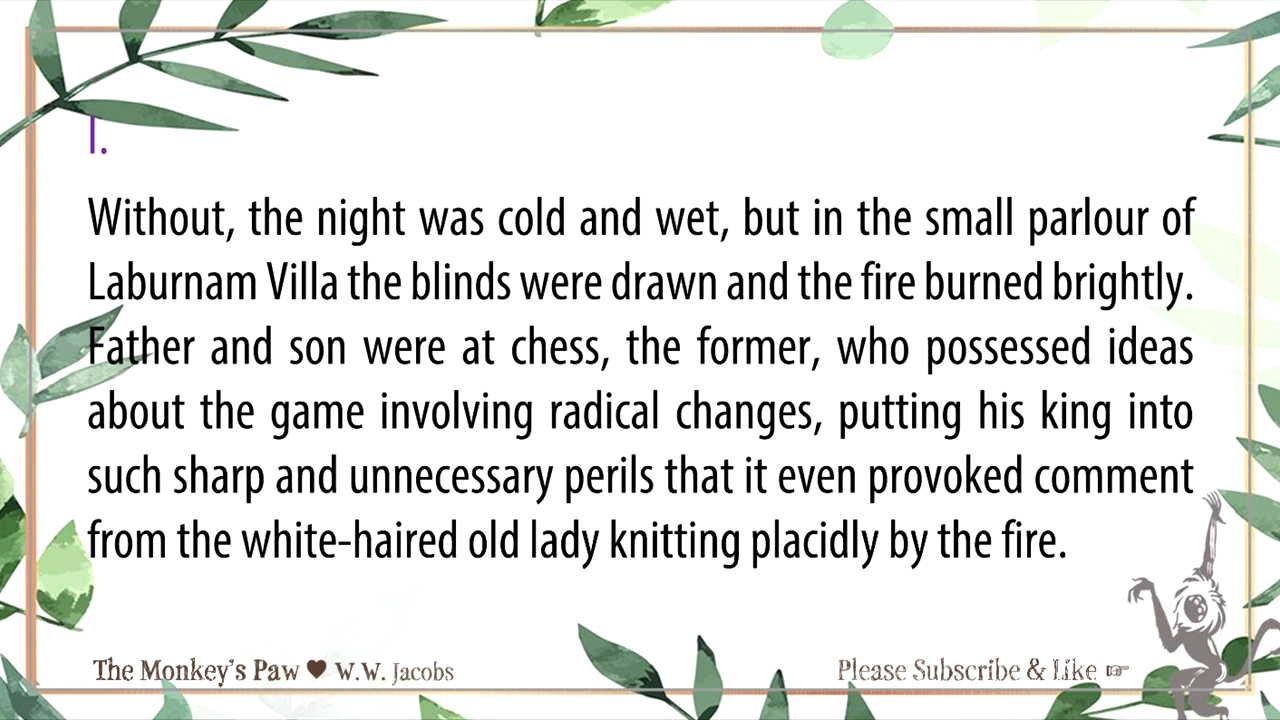 I.
Without, the night was cold and wet, but in the small parlour of
Laburnam Villa the blinds were drawn and the fire burned brightly.
Father and son were at chess, the former, who possessed ideas
about the game involving radical changes, putting his king into
such sharp and unnecessary perils that it even provoked comment
from the white-haired old lady knitting placidly by the fire.
The Monkey's Paw ♥ W.W. Jacobs
Please Subscribe & Like ☞